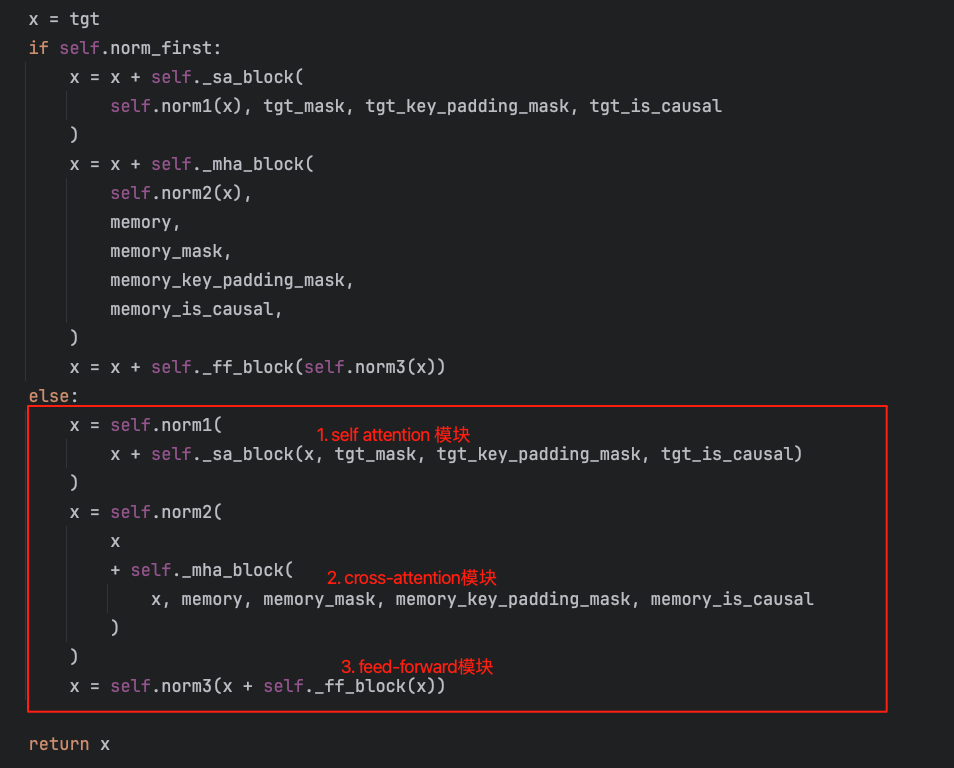 x = tgt
if self.norm_first:
    x = x + self._sa_block(
        self.norm1(x), tgt_mask, tgt_key_padding_mask, tgt_is_causal
    )
    x = x + self._mha_block(
        self.norm2(x),
        memory,
        memory_mask,
        memory_key_padding_mask,
        memory_is_causal,
    )
    x = x + self._ff_block(self.norm3(x))
else:
    x = self.norm1(
1. self attention 模块
        x + self._sa_block(x, tgt_mask, tgt_key_padding_mask, tgt_is_causal)
    )
    x = self.norm2(
        x
        + self._mha_block(
2. cross-attention模块
            x, memory, memory_mask, memory_key_padding_mask, memory_is_causal
        )
    )
3. feed-forward模块
    x = self.norm3(x + self._ff_block(x))
return x